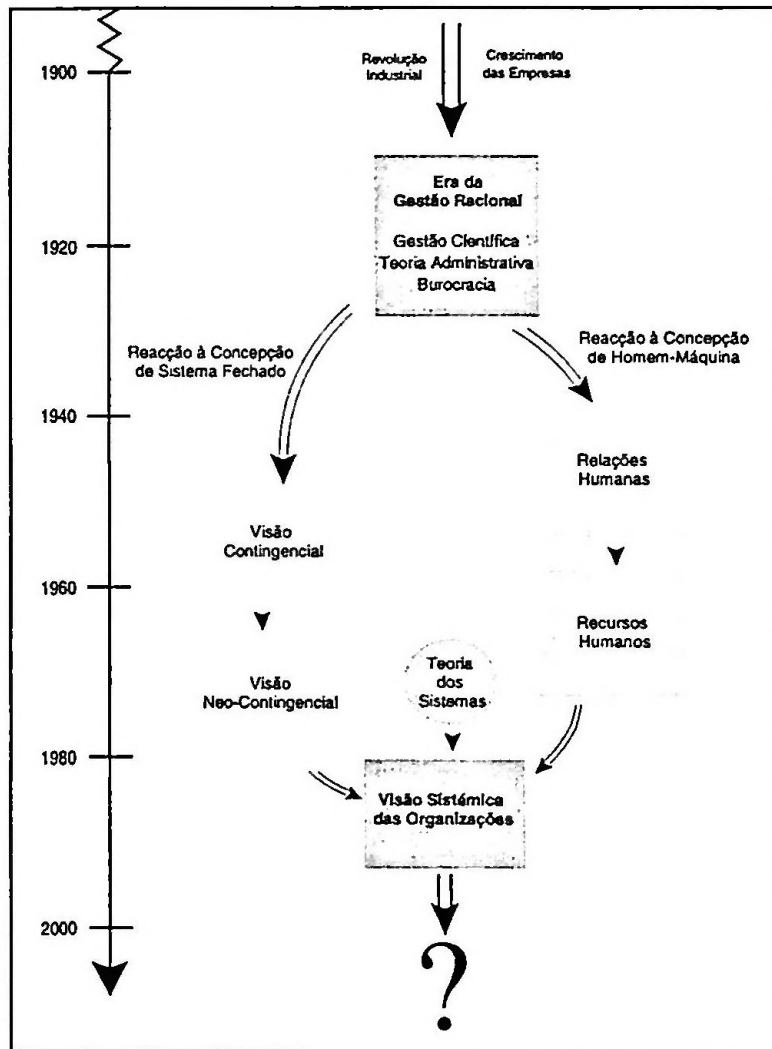 1900
Revolução
Industrial
Crescimento
das Empresas
Era da
Gestão Racional
Gestão Científica
Teoria Administrativa
Burocracia
1920
Reacção à Concepção
de Sistema Fechado
Reacção à Concepção
de Homem-Máquina
1940
Relações
Humanas
Visão
Contingencial
1960
Recursos
Humanos
Visão
Neo-Contingencial
Teoria
dos
Sistemas
1980
Visão Sistémica
das Organizações
2000
?